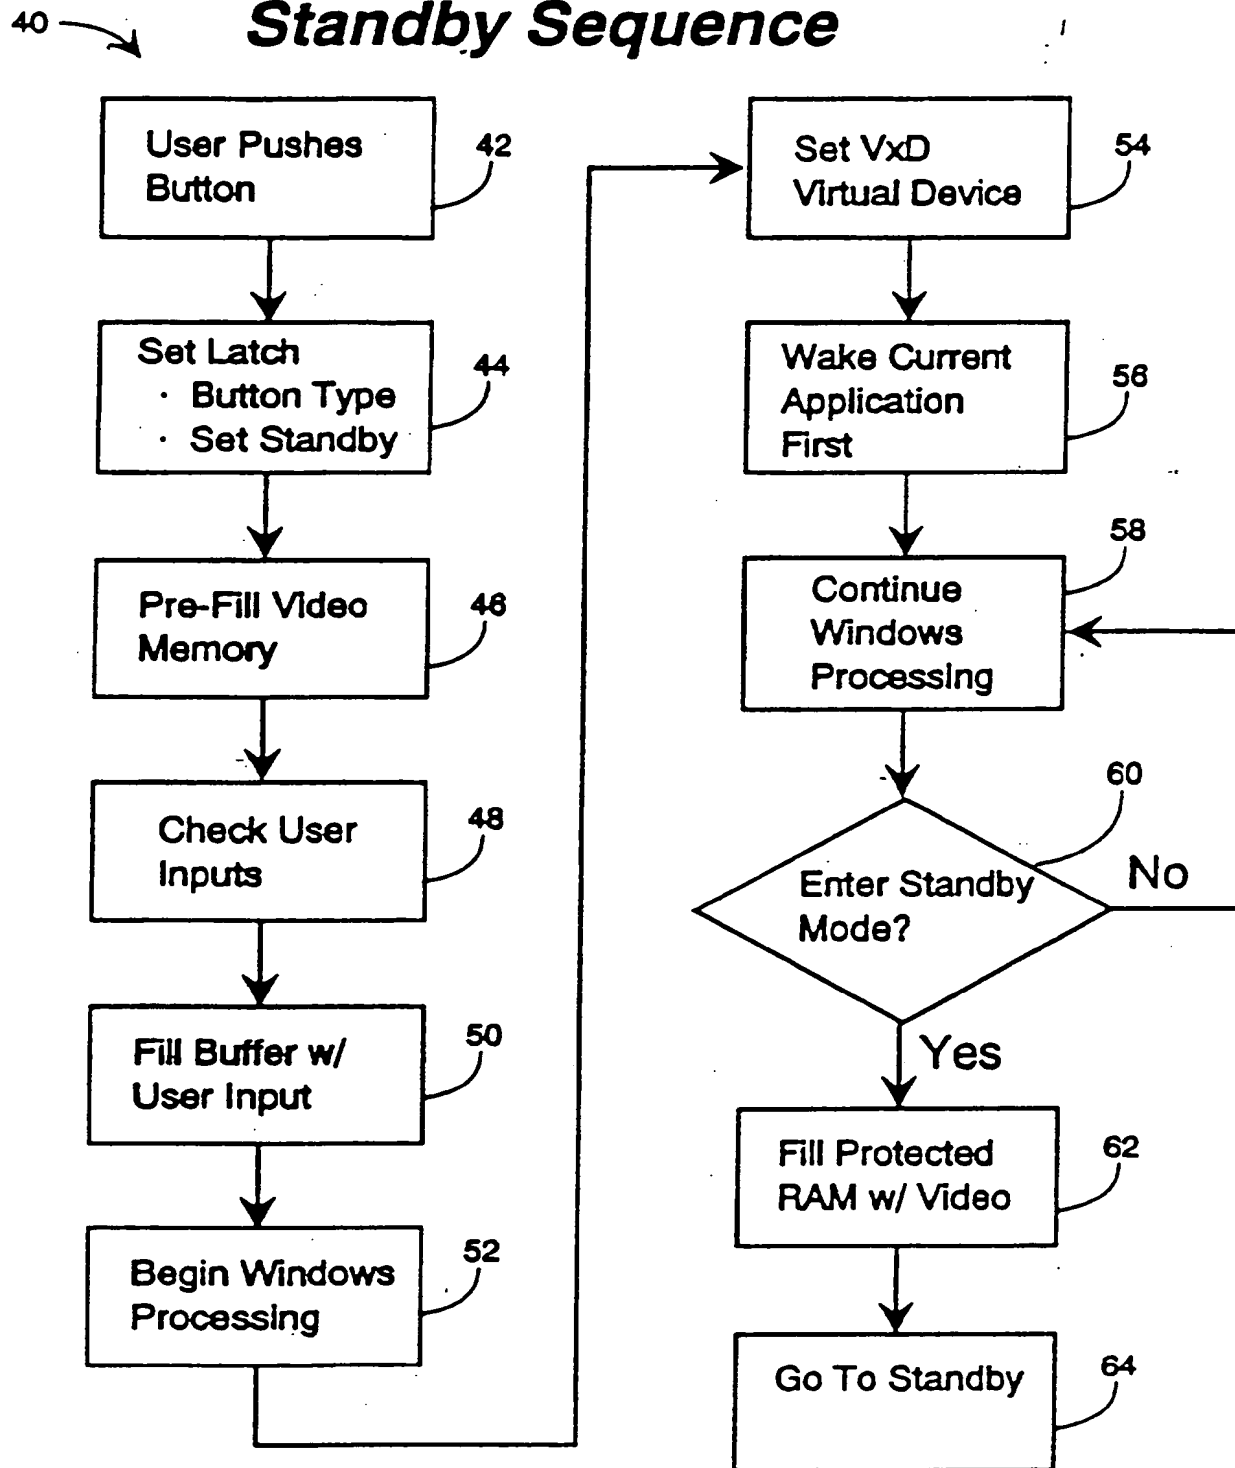 40
Standby Sequence
User Pushes
Button
42
Set Latch
· Button Type
· Set Standby
44
Pre-Fill Video
Memory
46
Check User
Inputs
48
Fill Buffer w/
User Input
50
Begin Windows
Processing
52
Set VxD
Virtual Device
54
Wake Current
Application
First
56
Continue
Windows
Processing
58
Enter Standby
Mode?
60
No
Yes
Fill Protected
RAM w/ Video
62
Go To Standby
64